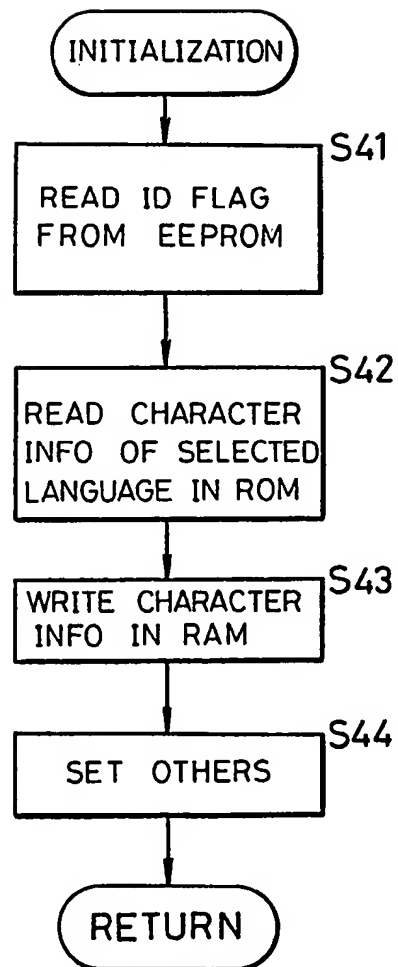 INITIALIZATION
S41
READ ID FLAG
FROM EEPROM
S42
READ CHARACTER
INFO OF SELECTED
LANGUAGE IN ROM
S43
WRITE CHARACTER
INFO IN RAM
S44
SET OTHERS
RETURN